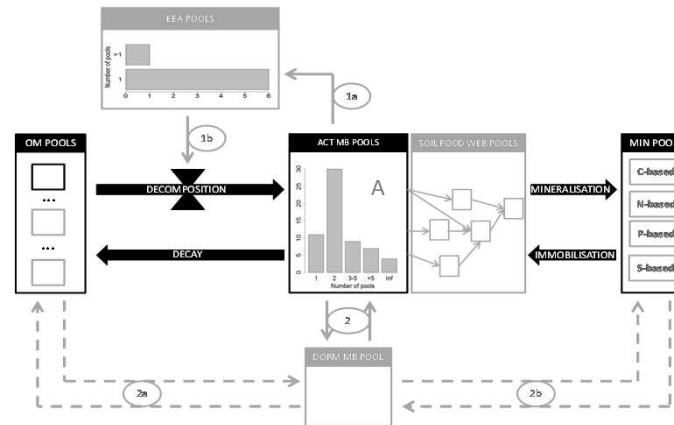 EEA POOLS
Number of pools
>1
1
0 1 2 3 4 5 6
1a
1b
OM POOLS
...
...
DECOMPOSITION
DECAY
ACT MB POOLS
A
30
25
20
15
10
5
0
1 2 3-5 >5 Inf
Number of pools
SOIL FOOD WEB POOLS
MINERALISATION
IMMOBILISATION
MIN POO
C-based
N-based
P-based
S-based
2
DORM MB POOL
2a
2b